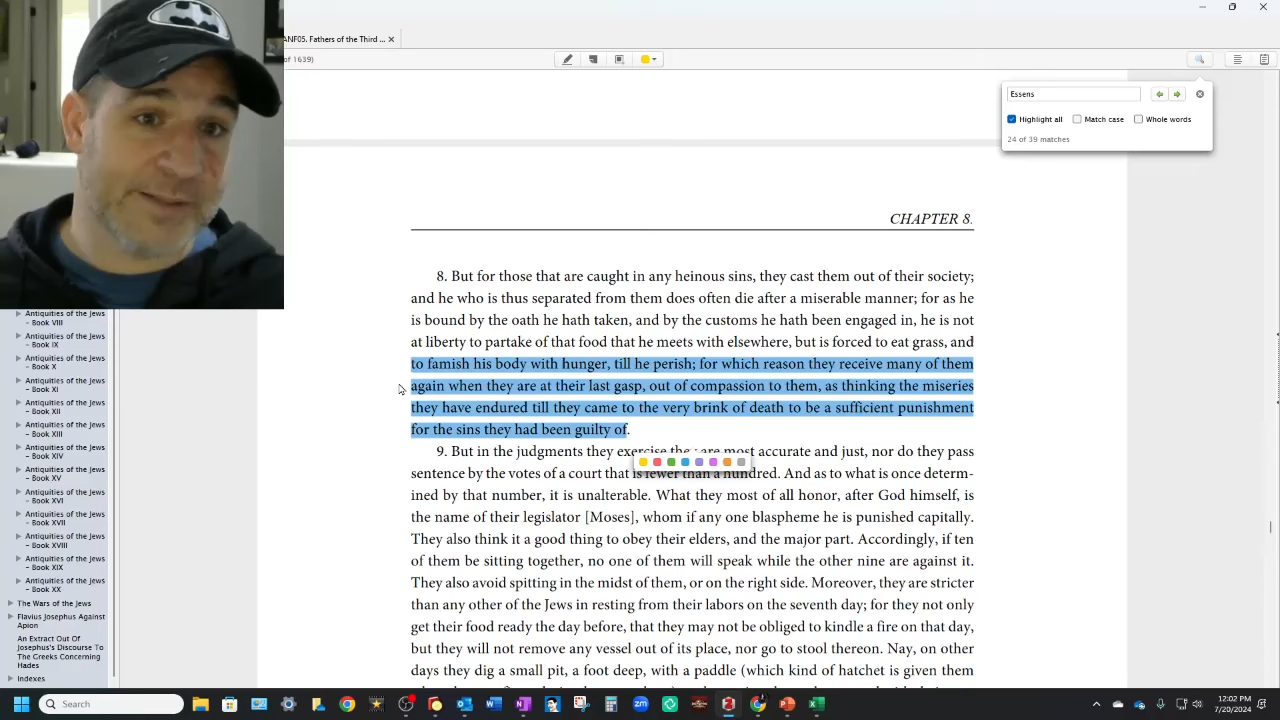 ANF05. Fathers of the Third ...
of 1639)
Essens
Highlight all
Match case
Whole words
24 of 39 matches
CHAPTER 8.
8. But for those that are caught in any heinous sins, they cast them out of their society;
and he who is thus separated from them does often die after a miserable manner; for as he
is bound by the oath he hath taken, and by the customs he hath been engaged in, he is not
at liberty to partake of that food that he meets with elsewhere, but is forced to eat grass, and
to famish his body with hunger, till he perish; for which reason they receive many of them
again when they are at their last gasp, out of compassion to them, as thinking the miseries
they have endured till they came to the very brink of death to be a sufficient punishment
for the sins they had been guilty of.
9. But in the judgments they exercise they are most accurate and just, nor do they pass
sentence by the votes of a court that is fewer than a hundred. And as to what is once determ-
ined by that number, it is unalterable. What they most of all honor, after God himself, is
the name of their legislator [Moses], whom if any one blaspheme he is punished capitally.
They also think it a good thing to obey their elders, and the major part. Accordingly, if ten
of them be sitting together, no one of them will speak while the other nine are against it.
They also avoid spitting in the midst of them, or on the right side. Moreover, they are stricter
than any other of the Jews in resting from their labors on the seventh day; for they not only
get their food ready the day before, that they may not be obliged to kindle a fire on that day,
but they will not remove any vessel out of its place, nor go to stool thereon. Nay, on other
days they dig a small pit, a foot deep, with a paddle (which kind of hatchet is given them
Antiquities of the Jews
– Book VIII
Antiquities of the Jews
– Book IX
Antiquities of the Jews
– Book X
Antiquities of the Jews
– Book XI
Antiquities of the Jews
– Book XII
Antiquities of the Jews
– Book XIII
Antiquities of the Jews
– Book XIV
Antiquities of the Jews
– Book XV
Antiquities of the Jews
– Book XVI
Antiquities of the Jews
– Book XVII
Antiquities of the Jews
– Book XVIII
Antiquities of the Jews
– Book XIX
Antiquities of the Jews
– Book XX
The Wars of the Jews
Flavius Josephus Against
Apion
An Extract Out Of
Josephus's Discourse To
The Greeks Concerning
Hades
Indexes
Search
12:02 PM
7/20/2024